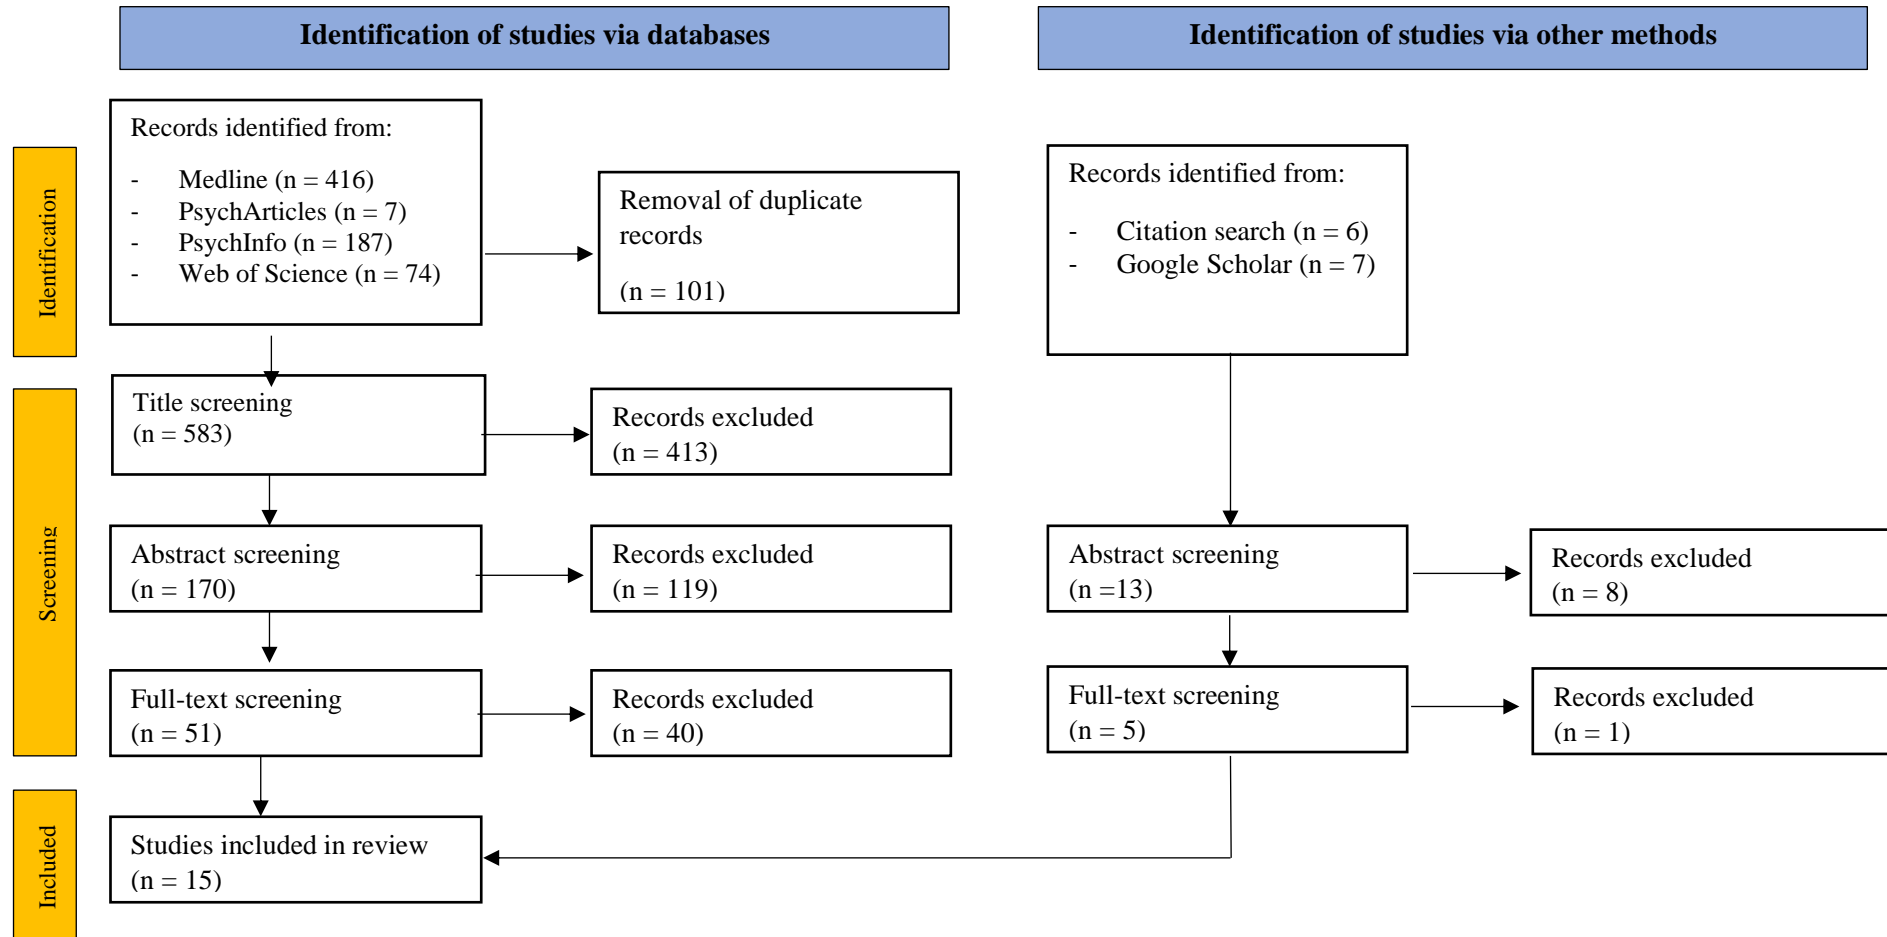 Identification of studies via databases
Identification of studies via other methods
Identification
Records identified from:
- Medline (n = 416)
- PsychArticles (n = 7)
- PsychInfo (n = 187)
- Web of Science (n = 74)
Removal of duplicate
records
(n = 101)
Records identified from:
- Citation search (n = 6)
- Google Scholar (n = 7)
Screening
Title screening
(n = 583)
Records excluded
(n = 413)
Abstract screening
(n = 170)
Records excluded
(n = 119)
Abstract screening
(n =13)
Records excluded
(n = 8)
Full-text screening
(n = 51)
Records excluded
(n = 40)
Full-text screening
(n = 5)
Records excluded
(n = 1)
Included
Studies included in review
(n = 15)